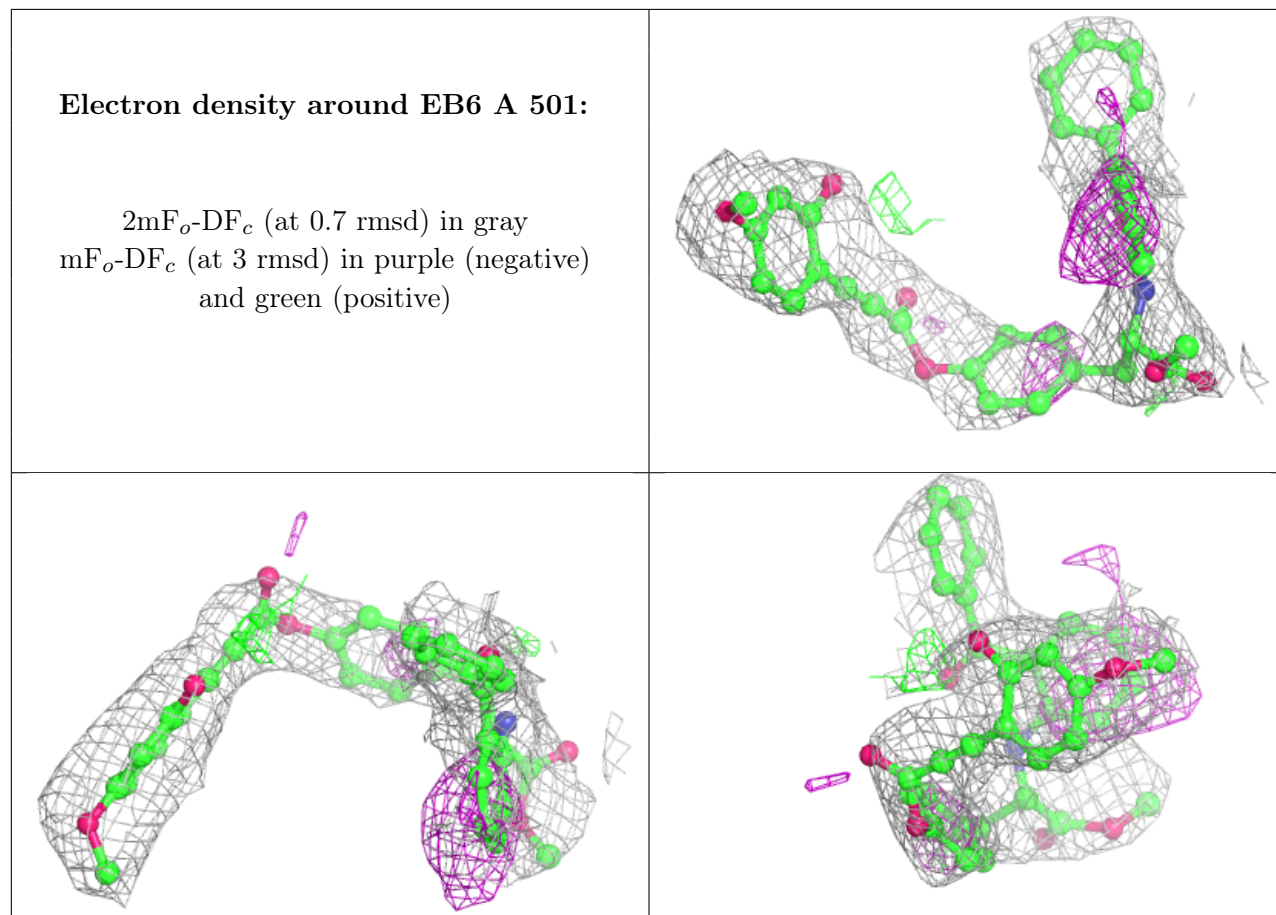 Electron density around EB6 A 501:
2mFo-DFc (at 0.7 rmsd) in gray
mFo-DFc (at 3 rmsd) in purple (negative)
and green (positive)